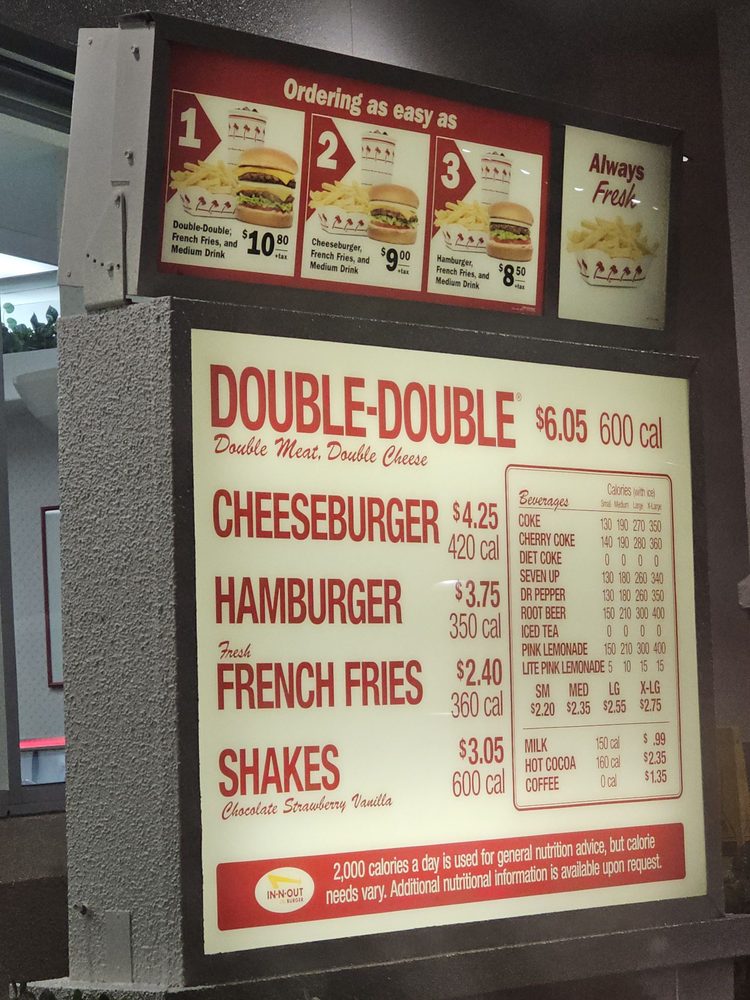 Ordering as easy as
1
Double-Double,
French Fries, and
Medium Drink
$10 80
+tax
2
Cheeseburger,
French Fries, and
Medium Drink
$9 00
+tax
3
Hamburger,
French Fries, and
Medium Drink
$8 50
+tax
Always
Fresh
DOUBLE-DOUBLE® $6.05 600 cal
Double Meat, Double Cheese
CHEESEBURGER $4.25
420 cal
HAMBURGER $3.75
350 cal
Fresh
FRENCH FRIES $2.40
360 cal
SHAKES $3.05
600 cal
Chocolate Strawberry Vanilla
Beverages Calories (with ice)
Small Medium Large X-Large
COKE 130 190 270 350
CHERRY COKE 140 190 280 360
DIET COKE 0 0 0 0
SEVEN UP 130 180 260 340
DR PEPPER 130 180 260 350
ROOT BEER 150 210 300 400
ICED TEA 0 0 0 0
PINK LEMONADE 150 210 300 400
LITE PINK LEMONADE 5 10 15 15
SM MED LG X-LG
$2.20 $2.35 $2.55 $2.75
MILK 150 cal $ .99
HOT COCOA 160 cal $2.35
COFFEE 0 cal $1.35
IN-N-OUT
BURGER
2,000 calories a day is used for general nutrition advice, but calorie
needs vary. Additional nutritional information is available upon request.